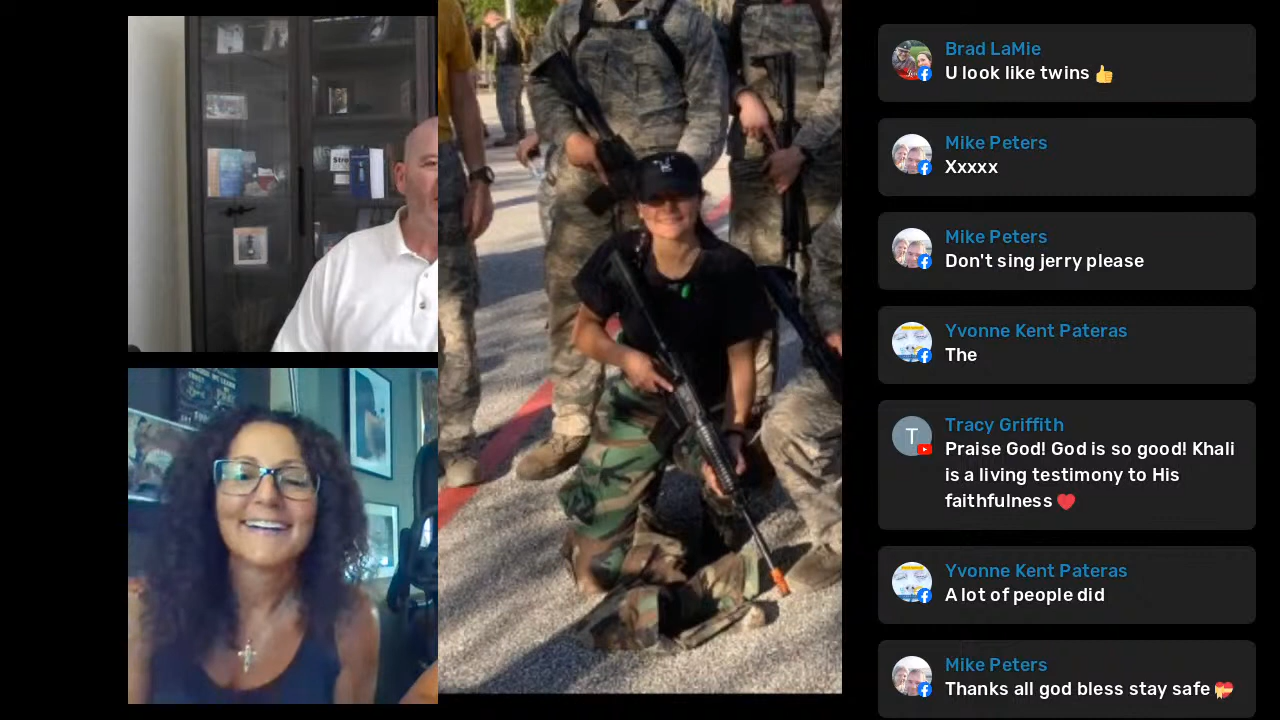 Stro
Brad LaMie
U look like twins 👍
Mike Peters
Xxxxx
Mike Peters
Don't sing jerry please
Yvonne Kent Pateras
The
T
Tracy Griffith
Praise God! God is so good! Khali
is a living testimony to His
faithfulness ❤️
Yvonne Kent Pateras
A lot of people did
Mike Peters
Thanks all god bless stay safe 💝